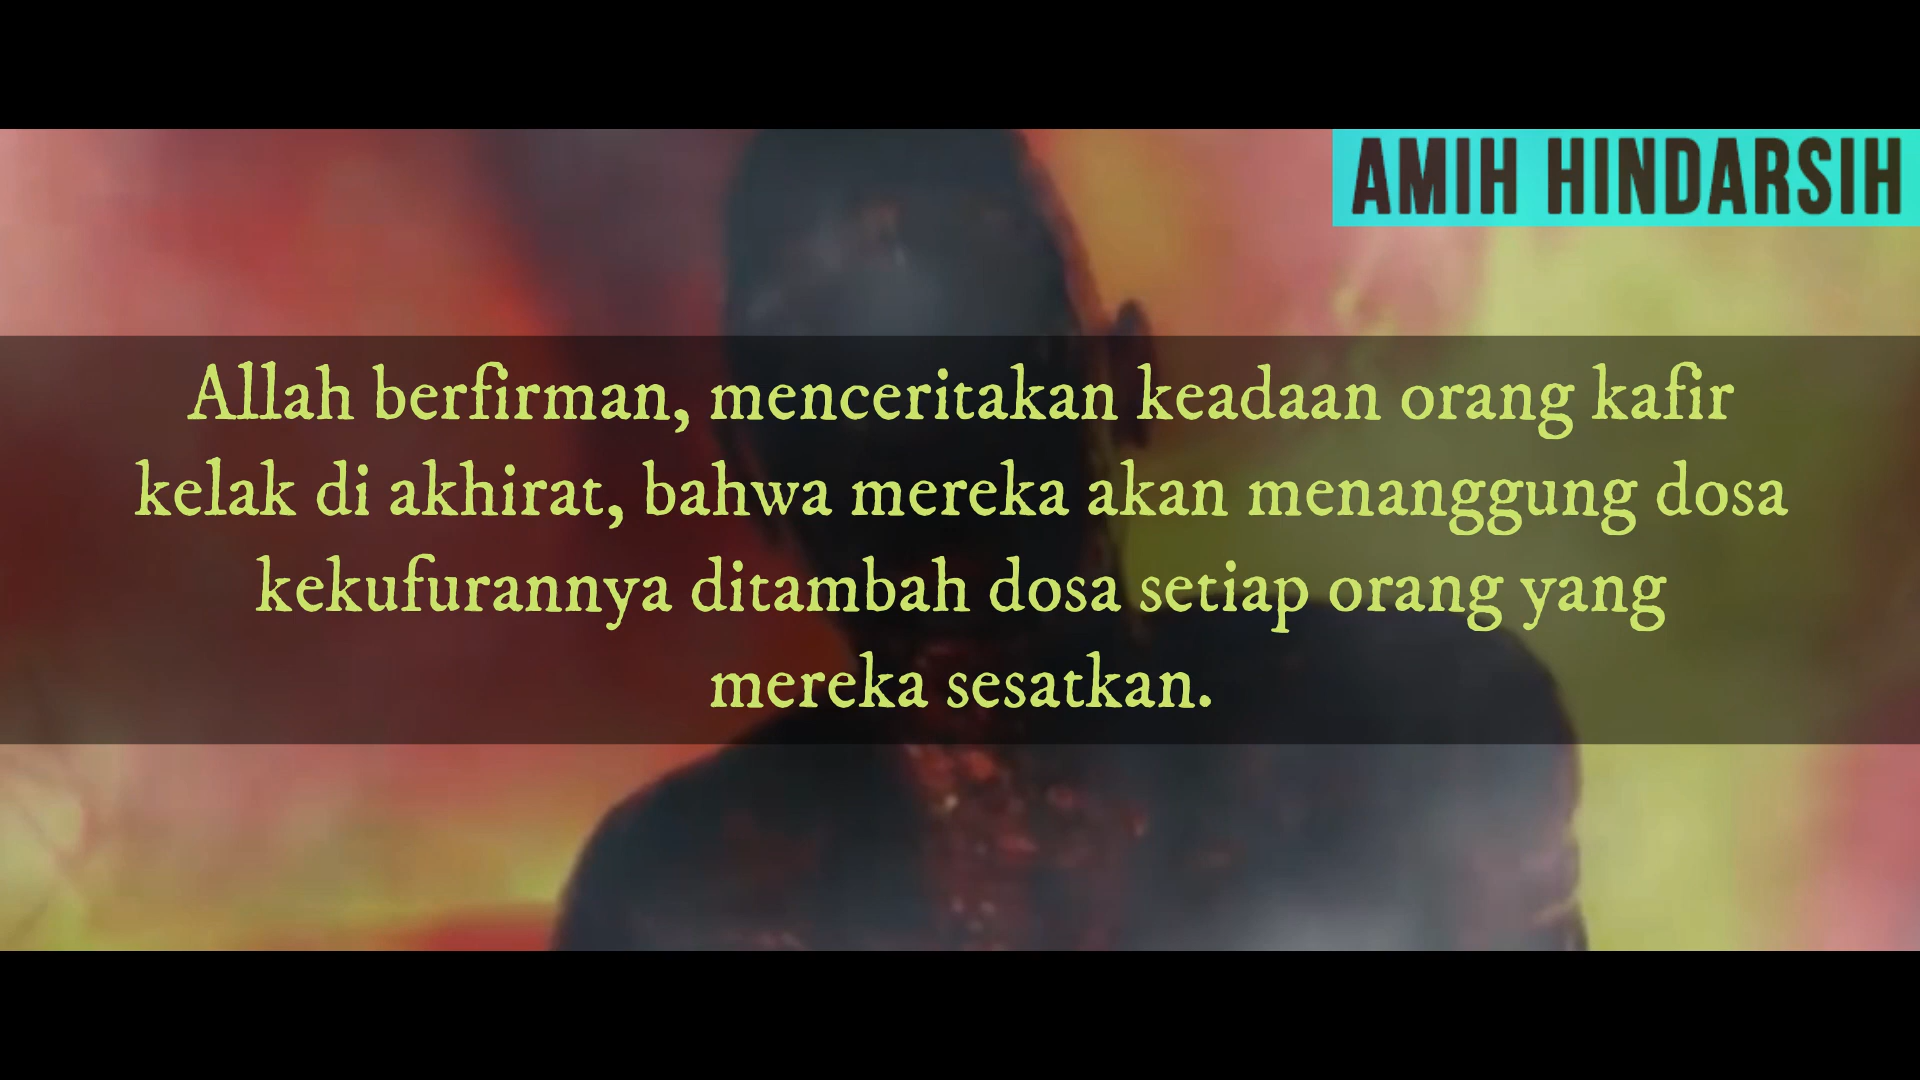 AMIH HINDARSIH
Allah berfirman, menceritakan keadaan orang kafir
kelak di akhirat, bahwa mereka akan menanggung dosa
kekufurannya ditambah dosa setiap orang yang
mereka sesatkan.